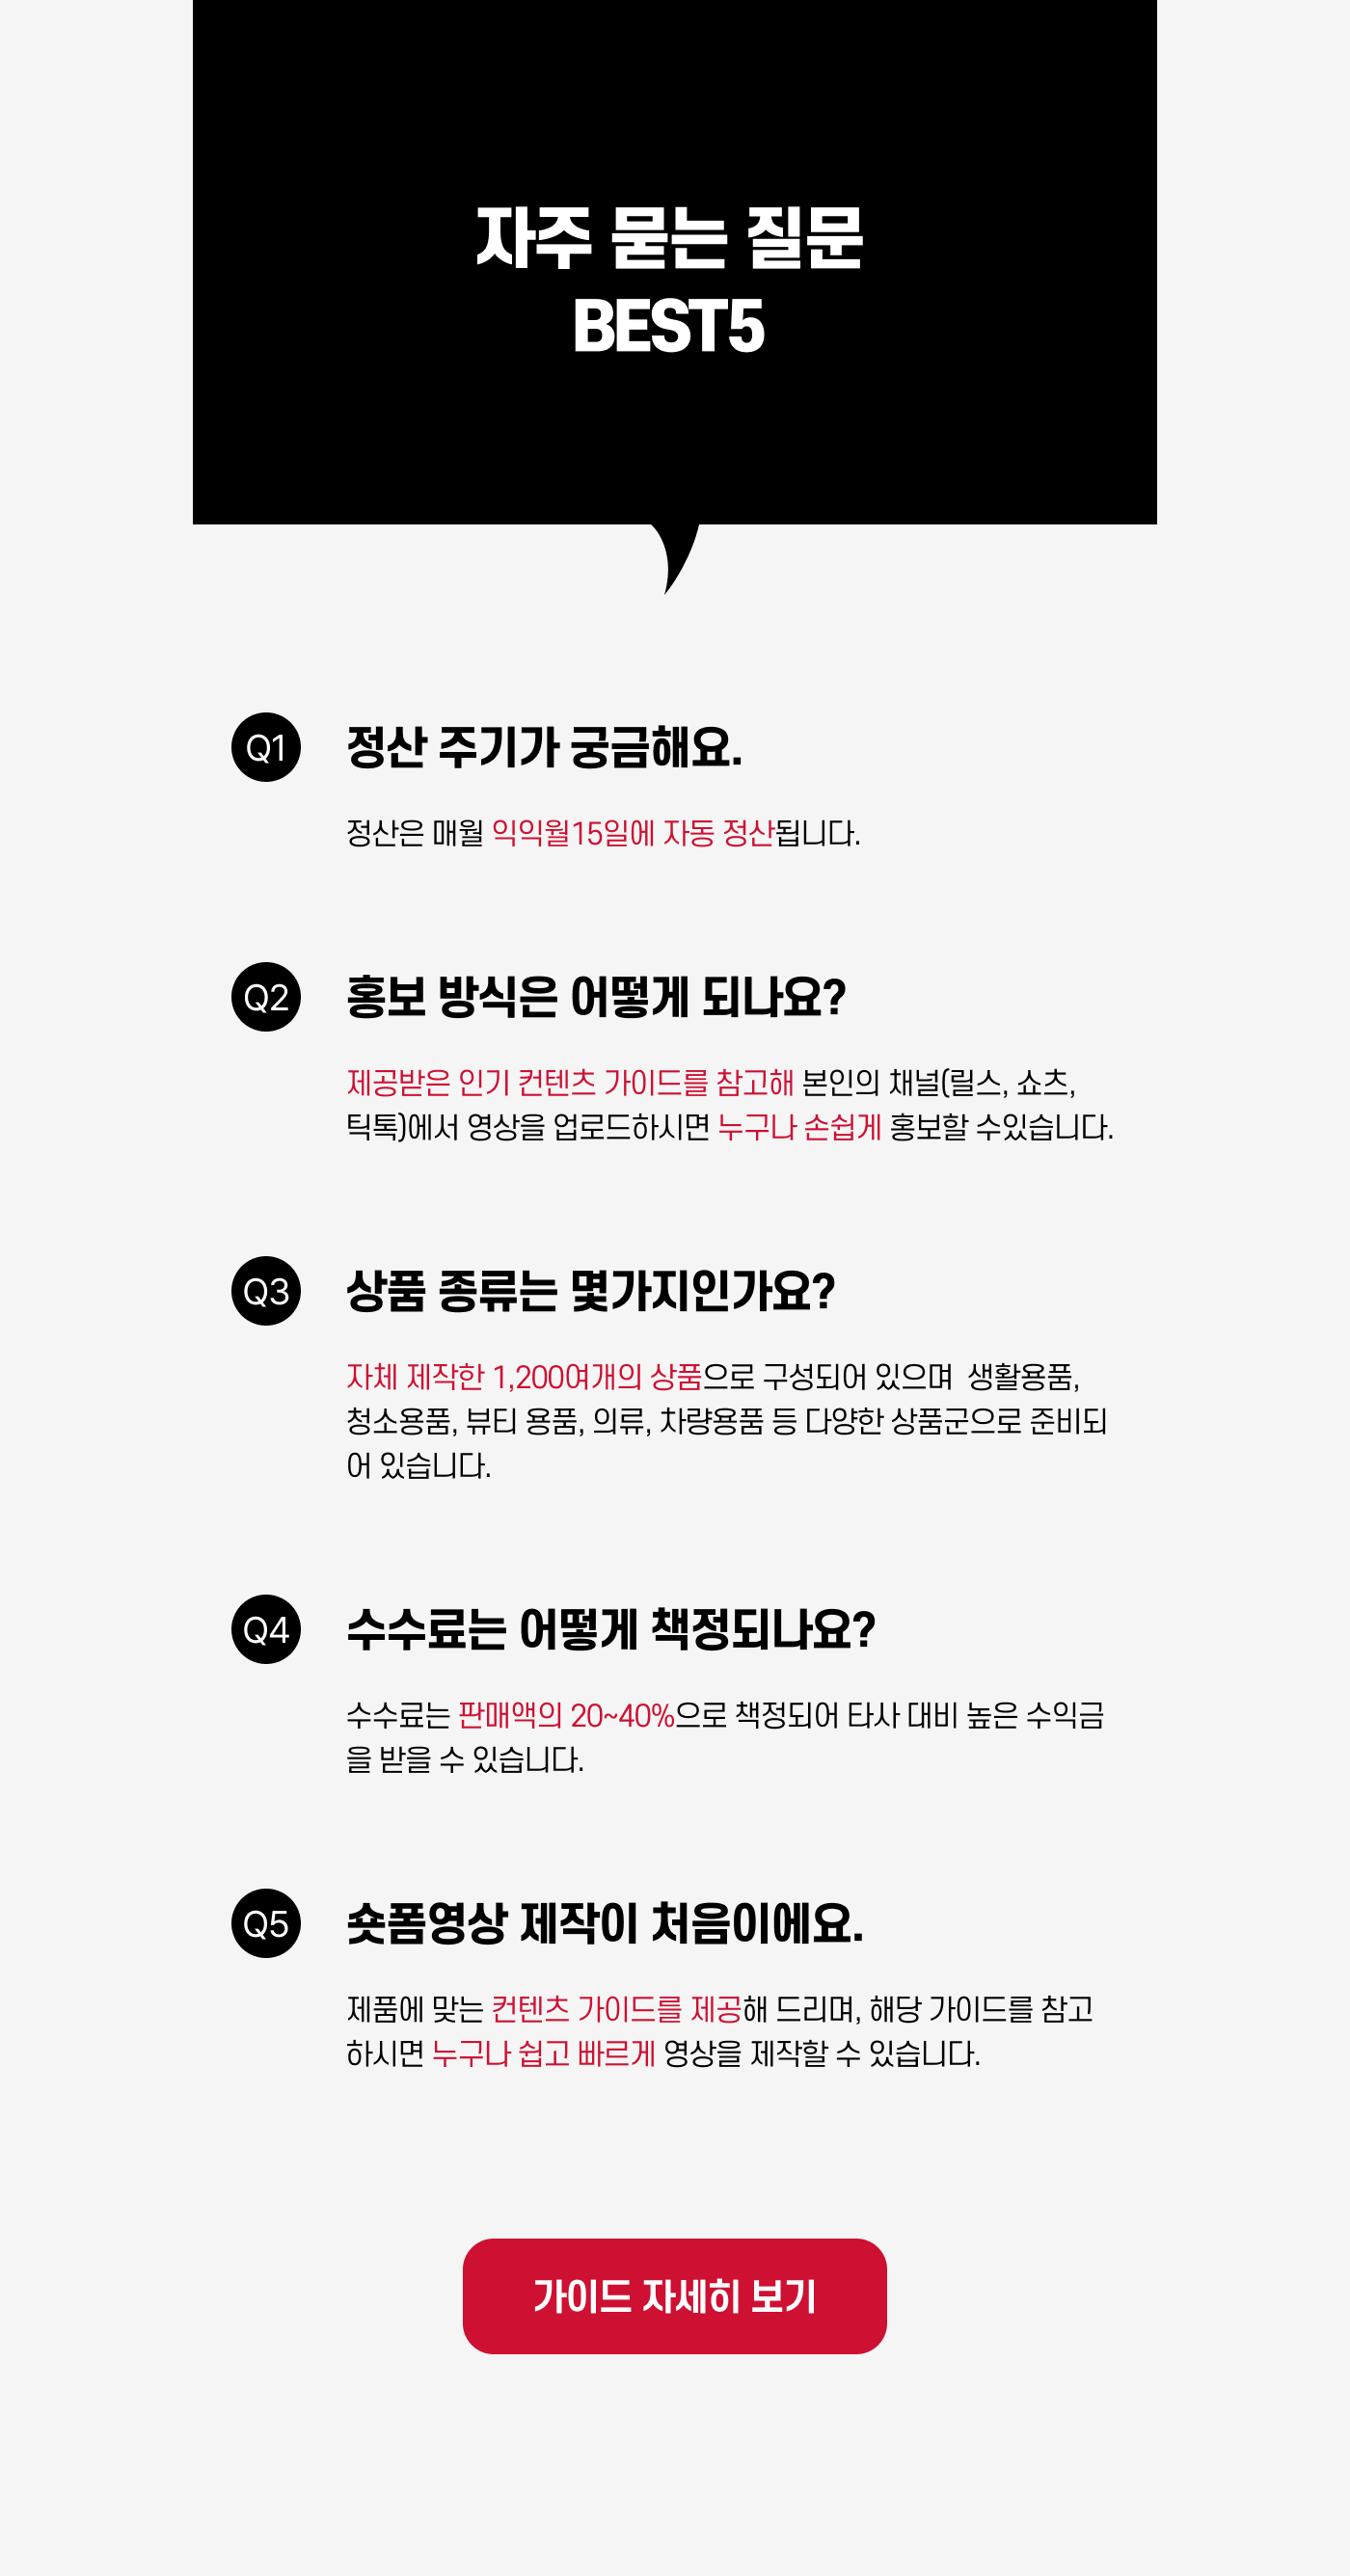 자주 묻는 질문
BEST5
Q1
정산 주기가 궁금해요.
정산은 매월 익익월15일에 자동 정산됩니다.
Q2
홍보 방식은 어떻게 되나요?
제공받은 인기 컨텐츠 가이드를 참고해 본인의 채널(릴스, 쇼츠,
틱톡)에서 영상을 업로드하시면 누구나 손쉽게 홍보할 수있습니다.
Q3
상품 종류는 몇가지인가요?
자체 제작한 1,200여개의 상품으로 구성되어 있으며  생활용품,
청소용품, 뷰티 용품, 의류, 차량용품 등 다양한 상품군으로 준비되
어 있습니다.
Q4
수수료는 어떻게 책정되나요?
수수료는 판매액의 20~40%으로 책정되어 타사 대비 높은 수익금
을 받을 수 있습니다.
Q5
숏폼영상 제작이 처음이에요.
제품에 맞는 컨텐츠 가이드를 제공해 드리며, 해당 가이드를 참고
하시면 누구나 쉽고 빠르게 영상을 제작할 수 있습니다.
가이드 자세히 보기